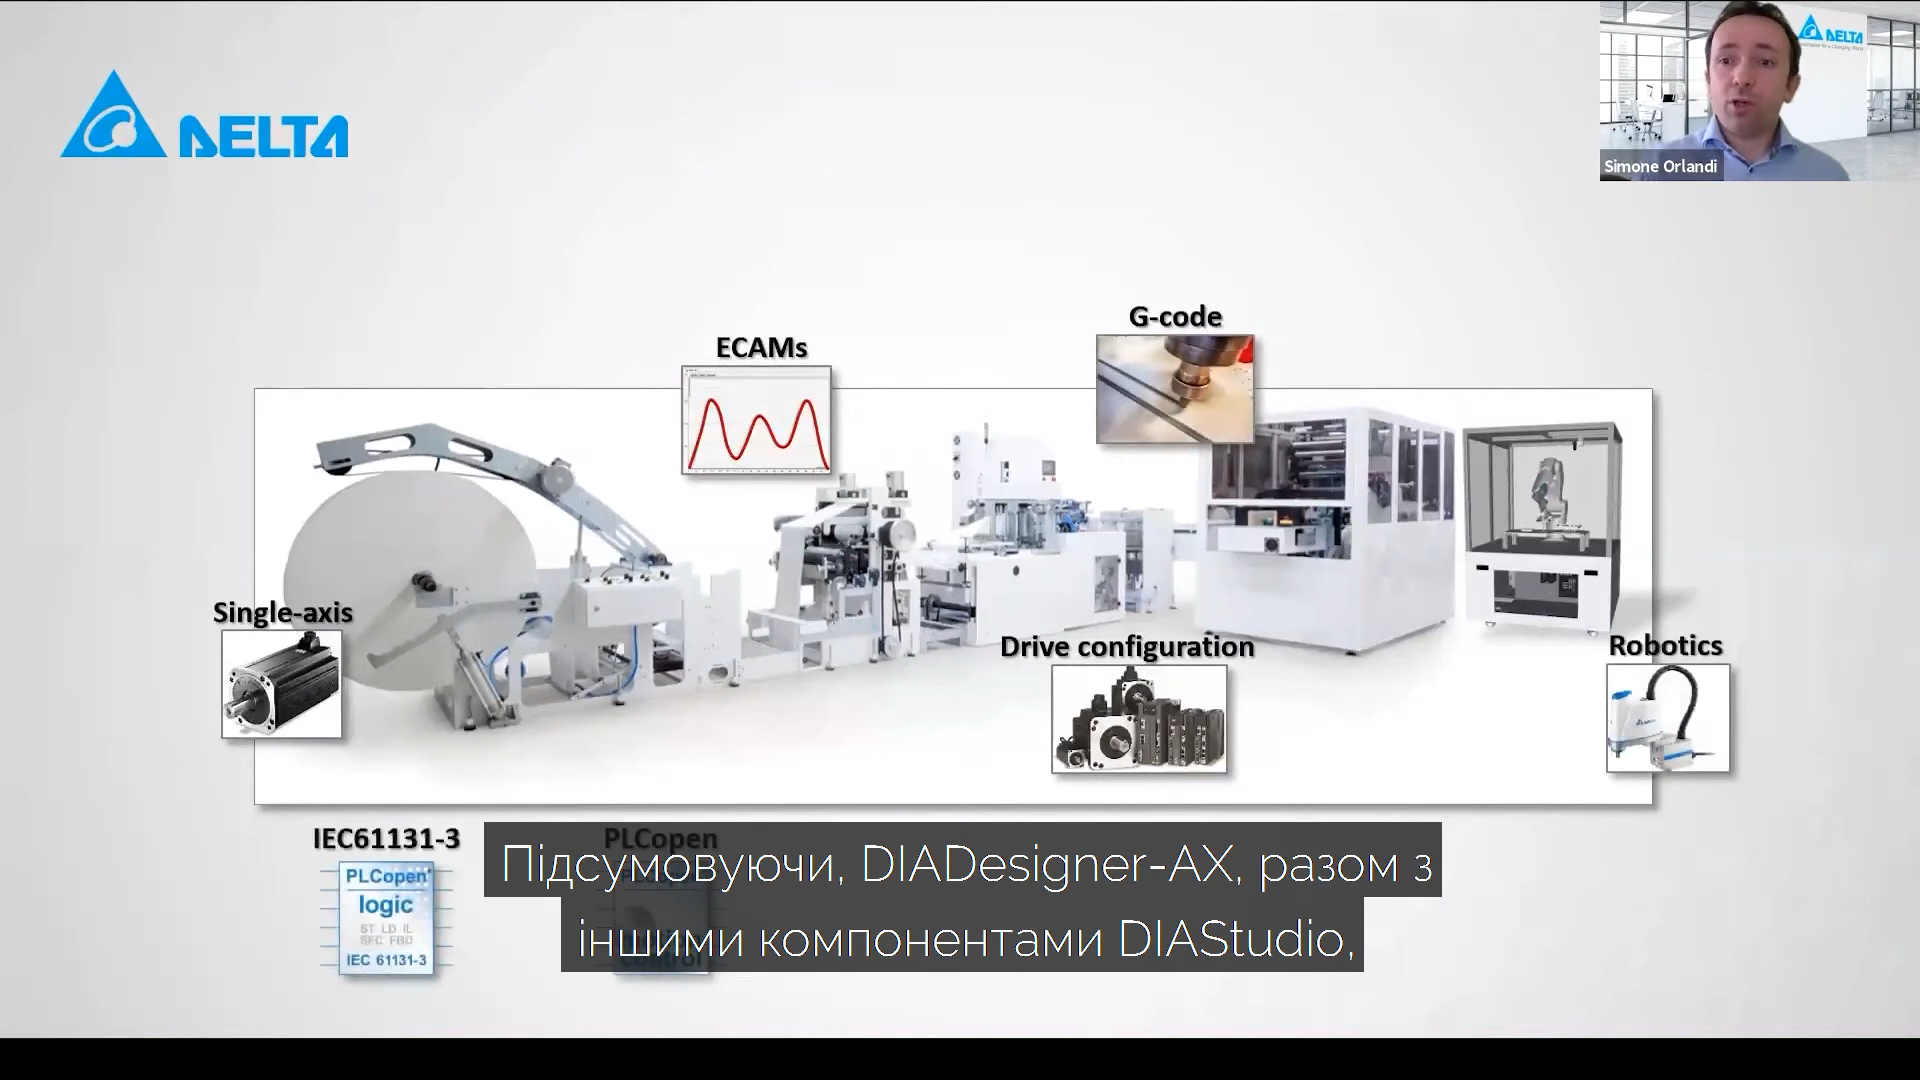 DELTA
DELTA
Simone Orlandi
G-code
ECAMs
Single-axis
Drive configuration
Robotics
IEC61131-3
PLCopen
PLCopen
logic
ST LD IL
SFC FBD
IEC 61131-3
Підсумовуючи, DIADesigner-AX, разом з
іншими компонентами DIAStudio,